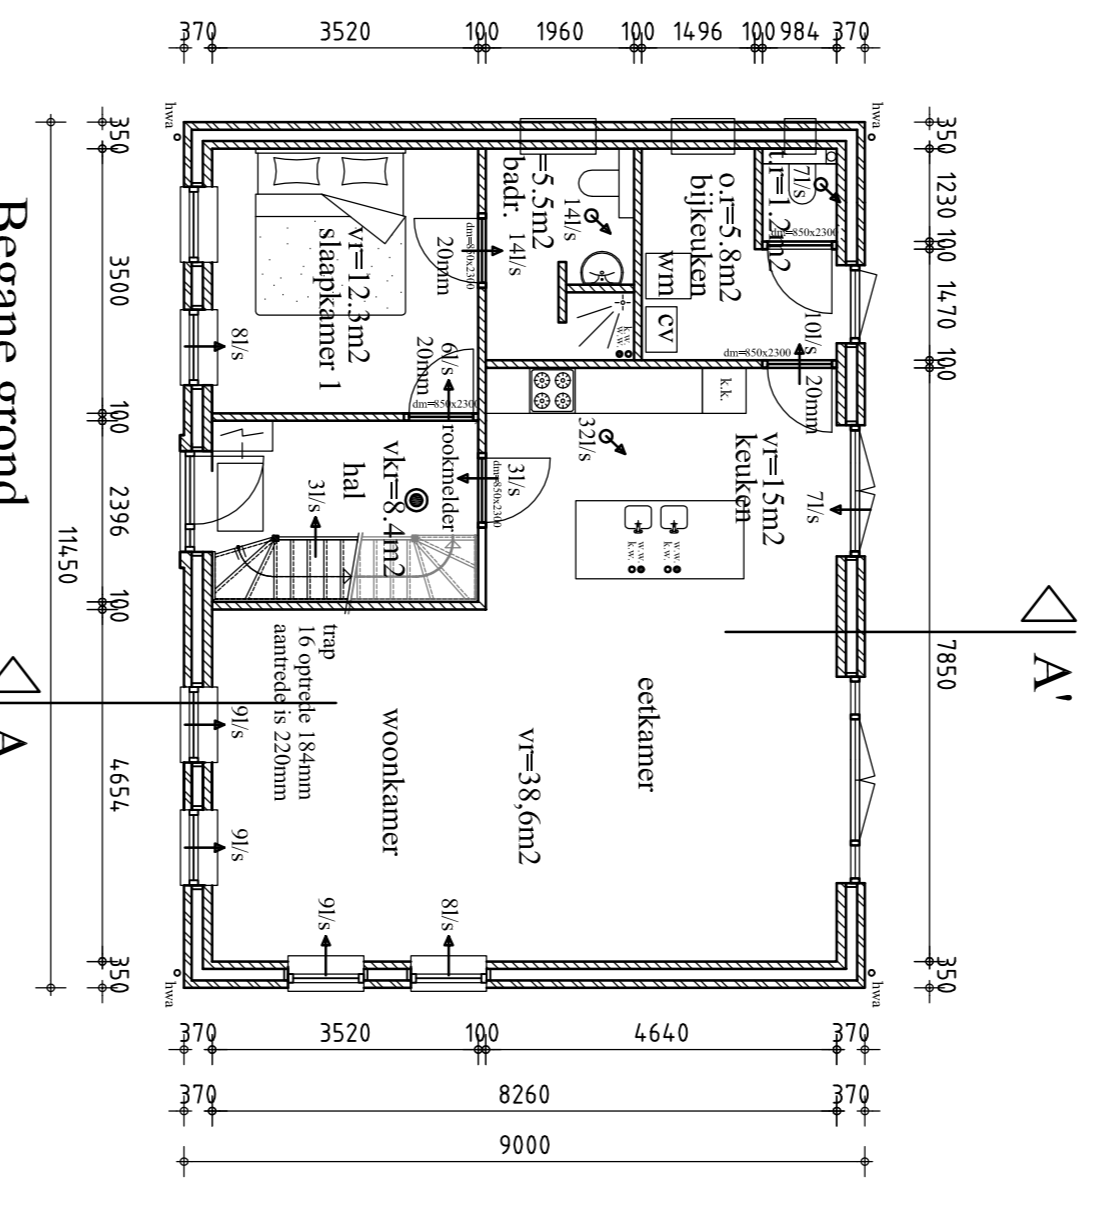 370
3520
100
1960
100
1496
100
984
370
hwa
hwa
350
3500
100
2396
100
4654
350
11450
350
1230
100
1470
100
7850
350
Begane grond
A
A'
vr=12.3m2
slaapkamer 1
8l/s
dm=850x2300
20mm
=5.5m2
badr.
14l/s
14l/s
k.w.
w.w.
o.r=5.8m2
bijkeuken
wm
cv
t.r=1.2m2
7l/s
dm=850x2300
10l/s
dm=850x2300
20mm
6l/s
20mm
dm=850x2300
rookmelder
vkr=8.4m2
hal
3l/s
3l/s
dm=850x2300
k.k.
32l/s
vr=15m2
keuken
7l/s
w.w.
k.w.
w.w.
k.w.
trap
16 optrede 184mm
aantrede is 220mm
eetkamer
vr=38,6m2
woonkamer
9l/s
9l/s
9l/s
8l/s
hwa
hwa
370
3520
100
4640
370
370
8260
370
9000